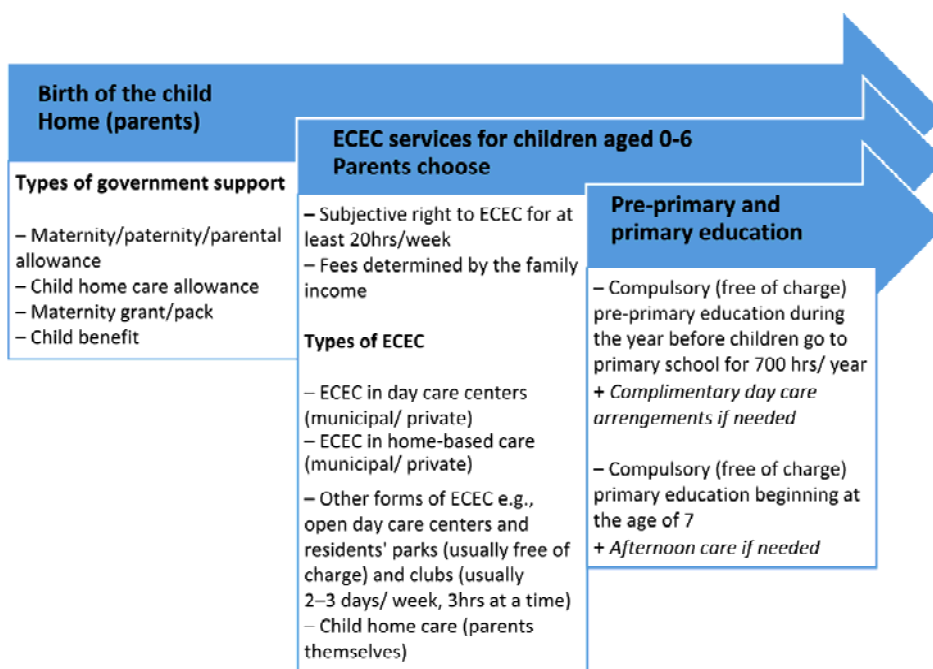 Birth of the child
Home (parents)
Types of government support
– Maternity/paternity/parental
allowance
– Child home care allowance
– Maternity grant/pack
– Child benefit
ECEC services for children aged 0-6
Parents choose
– Subjective right to ECEC for at
least 20hrs/week
– Fees determined by the family
income
Types of ECEC
– ECEC in day care centers
(municipal/ private)
– ECEC in home-based care
(municipal/ private)
– Other forms of ECEC e.g.,
open day care centers and
residents' parks (usually free of
charge) and clubs (usually
2–3 days/ week, 3hrs at a time)
– Child home care (parents
themselves)
Pre-primary and
primary education
– Compulsory (free of charge)
pre-primary education during
the year before children go to
primary school for 700 hrs/ year
+ Complimentary day care
arrangements if needed
– Compulsory (free of charge)
primary education beginning at
the age of 7
+ Afternoon care if needed